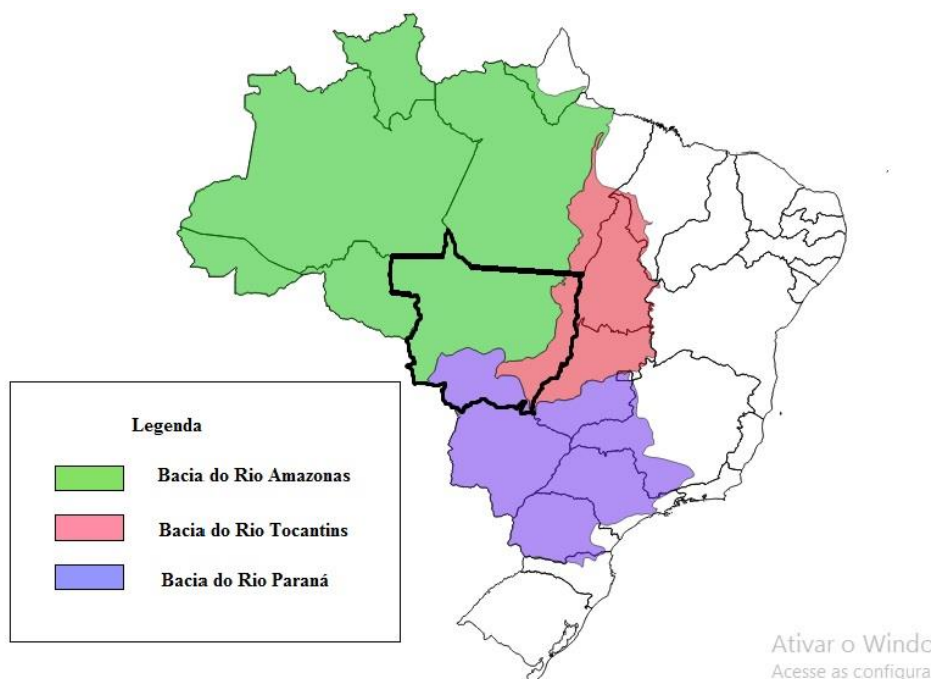 Legenda
Bacia do Rio Amazonas
Bacia do Rio Tocantins
Bacia do Rio Paraná
Ativar o Windo
Acesse as configura